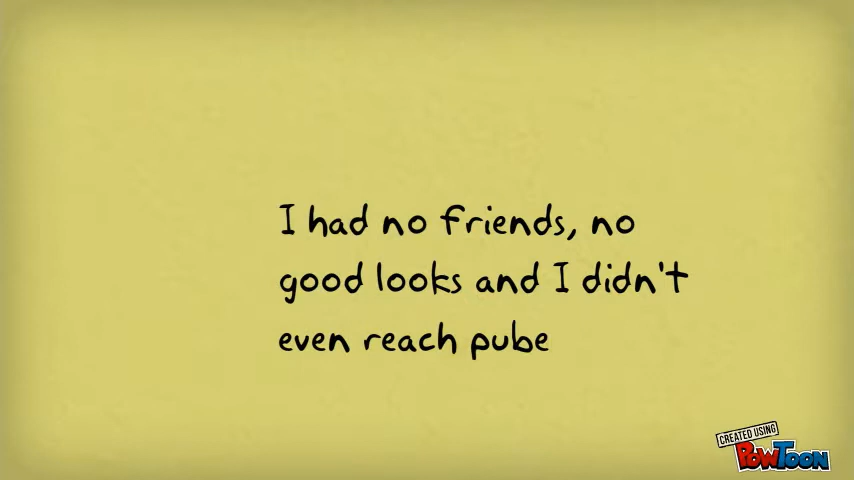 I had no friends, no
good looks and I didn't
even reach pube
CREATED USING
POWTOON